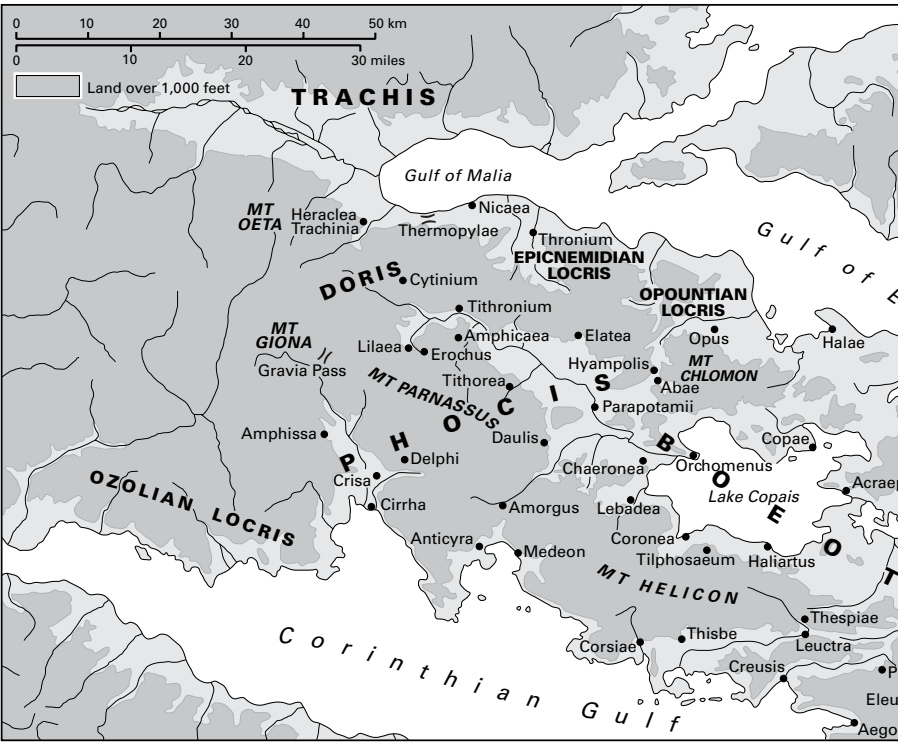 0 10 20 30 40 50 km
0 10 20 30 miles
Land over 1,000 feet
TRACHIS
Gulf of Malia
Nicaea
MT
OETA
Heraclea
Trachinia
Thermopylae
Thronium
EPICNEMIDIAN
LOCRIS
Gulf of E
DORIS
Cytinium
OPOUNTIAN
LOCRIS
Tithronium
MT
GIONA
Gravia Pass
Lilaea
Erochus
Amphicaea
Elatea
Opus
Halae
Hyampolis
Abae
MT
CHLOMON
MT PARNASSUS
Tithorea
PHOCIS
Parapotamii
Amphissa
Daulis
Delphi
Crisa
Cirrha
Chaeronea
Orchomenus
Copae
BOEOT
Lake Copais
Acraep
OZOLIAN LOCRIS
Amorgus
Lebadea
Anticyra
Medeon
Coronea
Tilphosaeum
Haliartus
MT HELICON
Thespiae
Corsiae
Thisbe
Leuctra
Creusis
P
Eleu
Aego
Corinthian Gulf